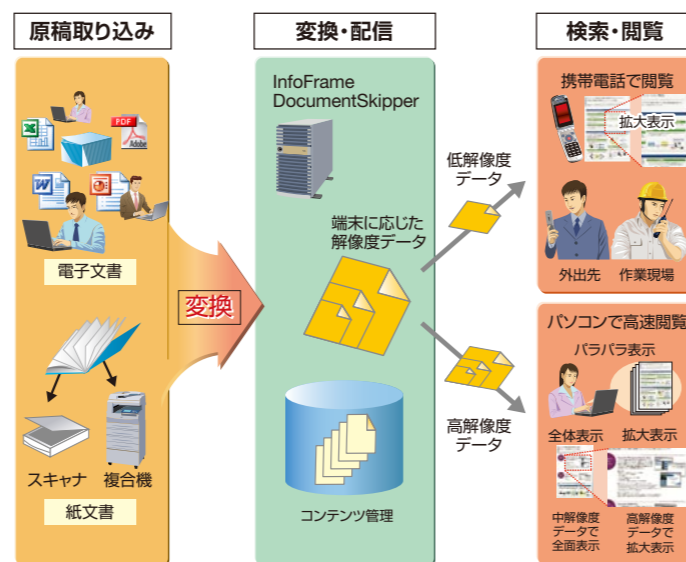 原稿取り込み
PDF
Adobe
電子文書
スキャナ
複合機
紙文書
変換
変換・配信
InfoFrame
DocumentSkipper
端末に応じた
解像度データ
コンテンツ管理
低解像度
データ
高解像度
データ
検索・閲覧
携帯電話で閲覧
拡大表示
外出先
作業現場
パソコンで高速閲覧
パラパラ表示
全体表示
拡大表示
中解像度
データで
全面表示
高解像度
データで
拡大表示